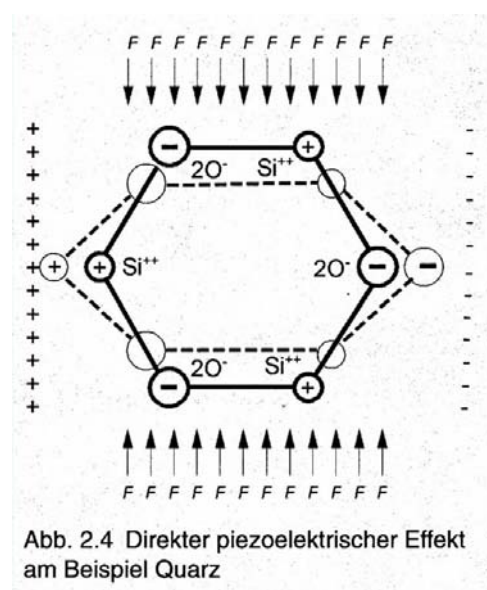 F F F F F F F F F F F F
+ -
− +
+ -
2O⁻ Si⁺⁺
+ -
+ -
+ -
+ -
+ + + Si⁺⁺ 2O⁻ − − -
+ -
+ -
+ -
2O⁻ Si⁺⁺
+ -
− +
+ -
F F F F F F F F F F F F
Abb. 2.4 Direkter piezoelektrischer Effekt
am Beispiel Quarz